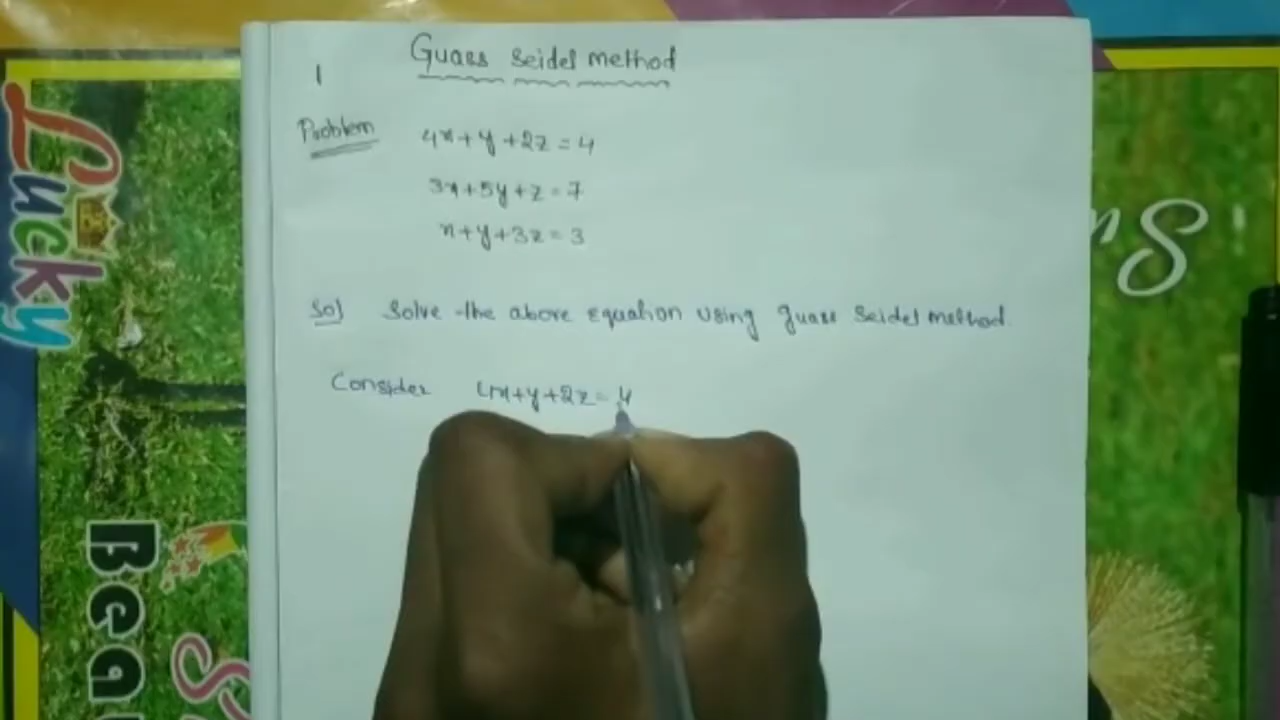 Guass Seidel method
1
Problem 4x+y+2z=4
3x+5y+z=7
x+y+3z=3
Sol Solve the above equation using guass Seidel method.
Consider 4x+y+2z=4
Lucky
Bea